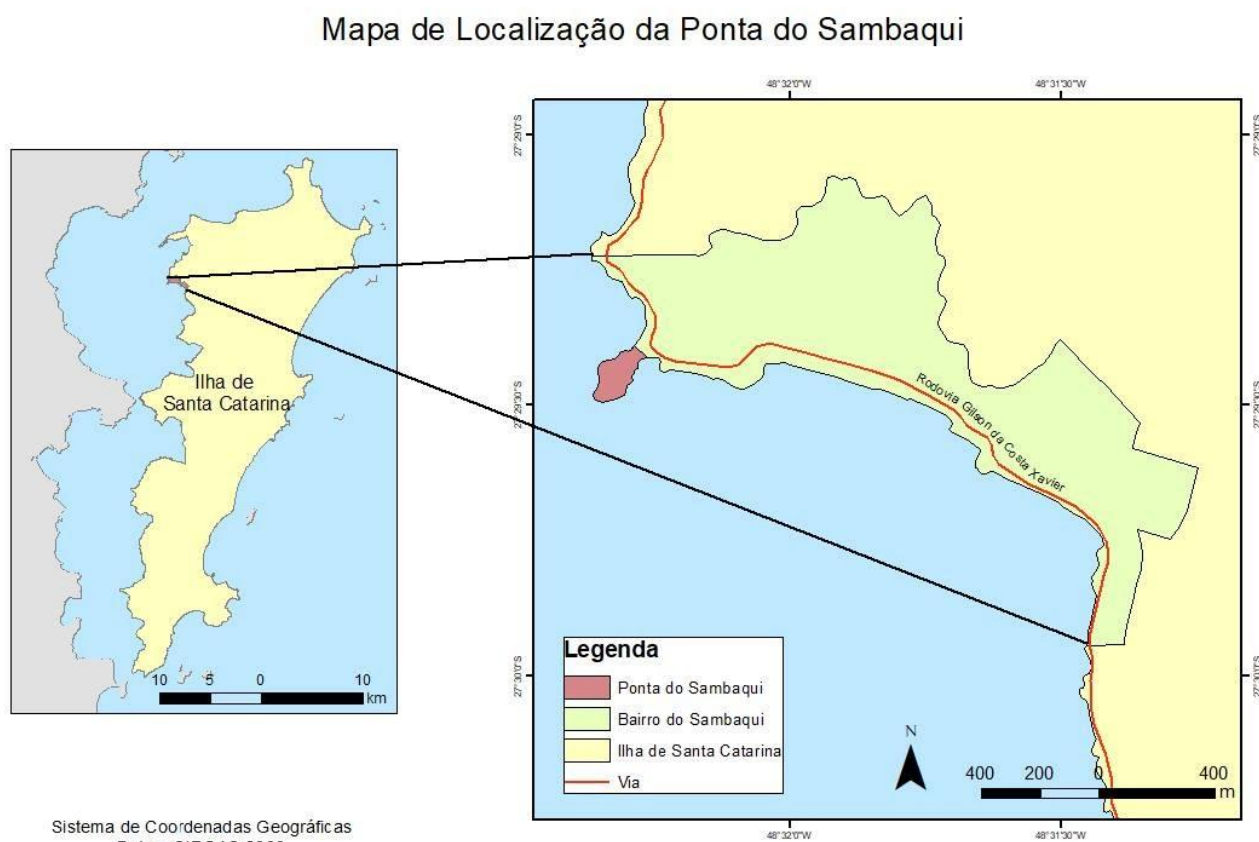 Mapa de Localização da Ponta do Sambaqui
48°32'0"W
48°31'30"W
27°29'0"S
27°29'0"S
Ilha de
Santa Catarina
Rodovia Gilson da Costa Xavier
27°29'30"S
27°29'30"S
Legenda
Ponta do Sambaqui
Bairro do Sambaqui
Ilha de Santa Catarina
Via
27°30'0"S
27°30'0"S
10 5 0 10
km
N
400 200 0 400
m
48°32'0"W
48°31'30"W
Sistema de Coordenadas Geográficas